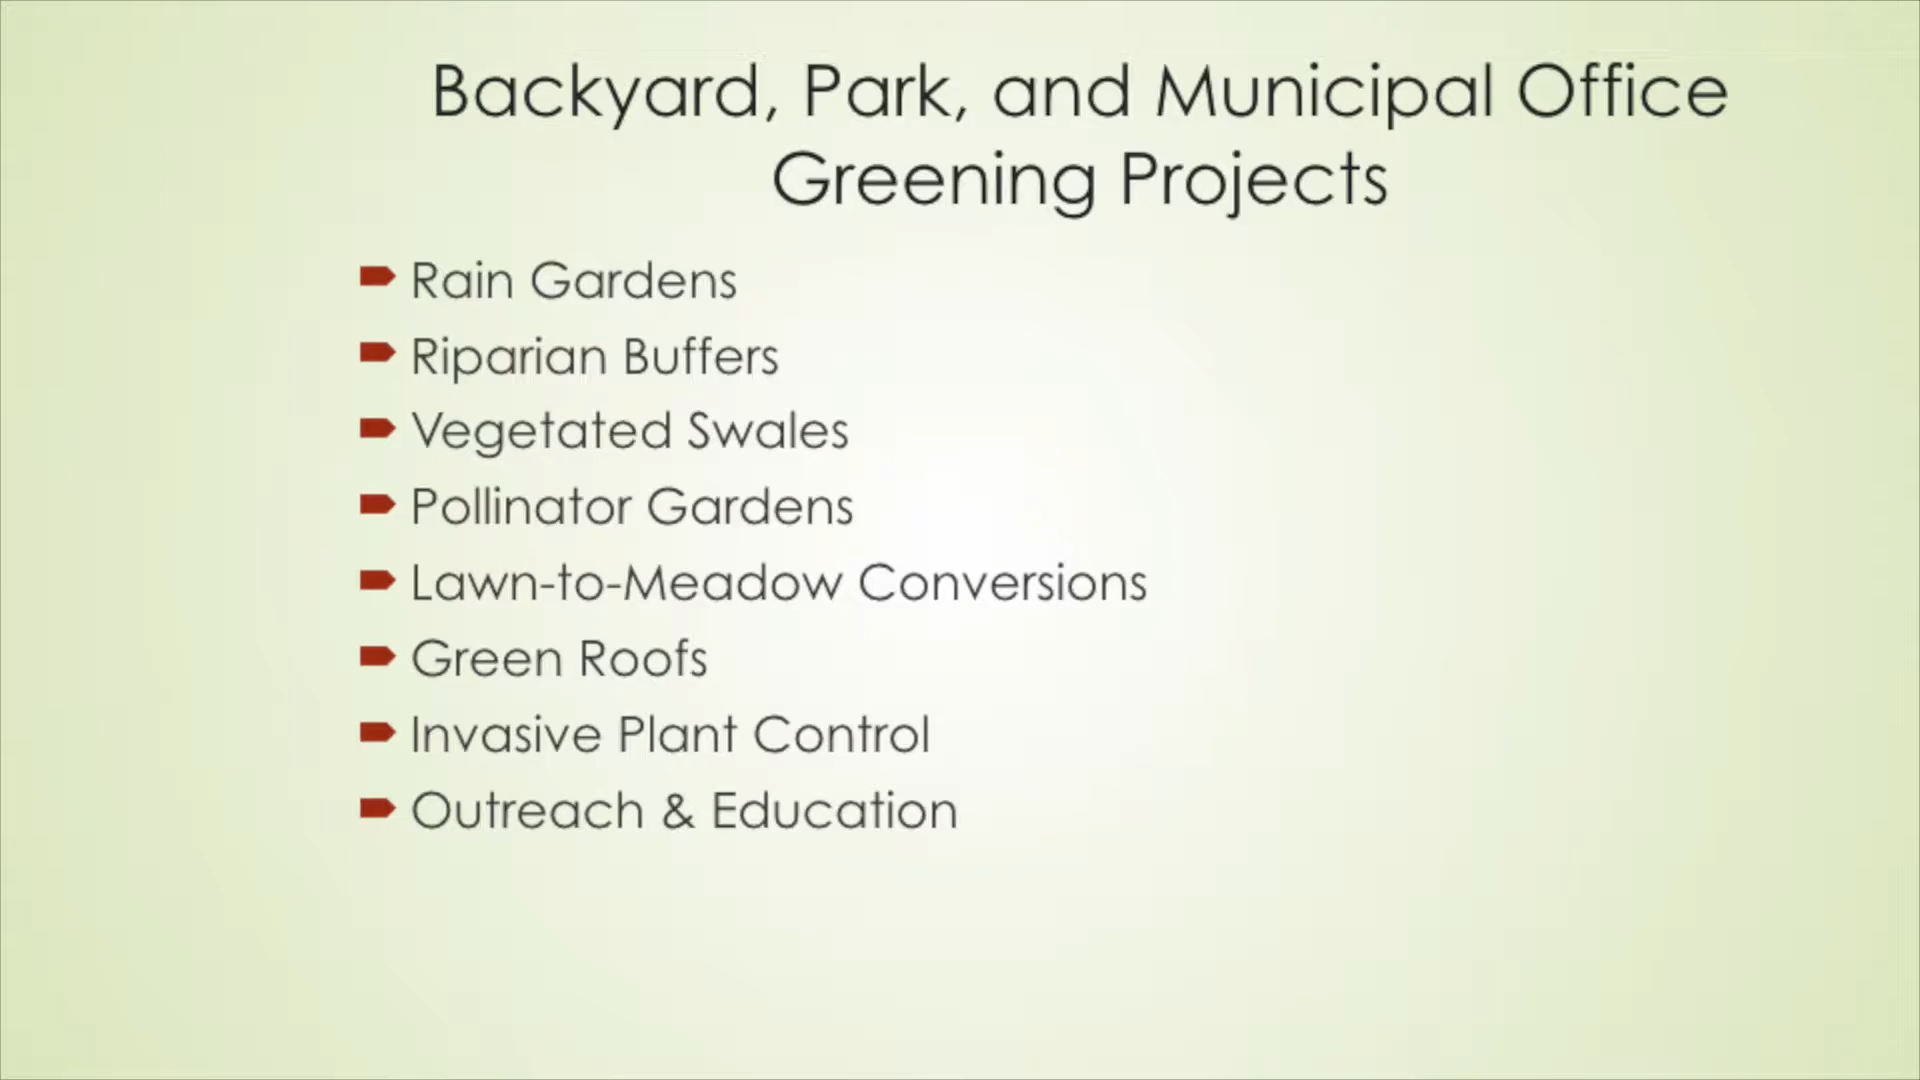 Backyard, Park, and Municipal Office
Greening Projects
Rain Gardens
Riparian Buffers
Vegetated Swales
Pollinator Gardens
Lawn-to-Meadow Conversions
Green Roofs
Invasive Plant Control
Outreach & Education